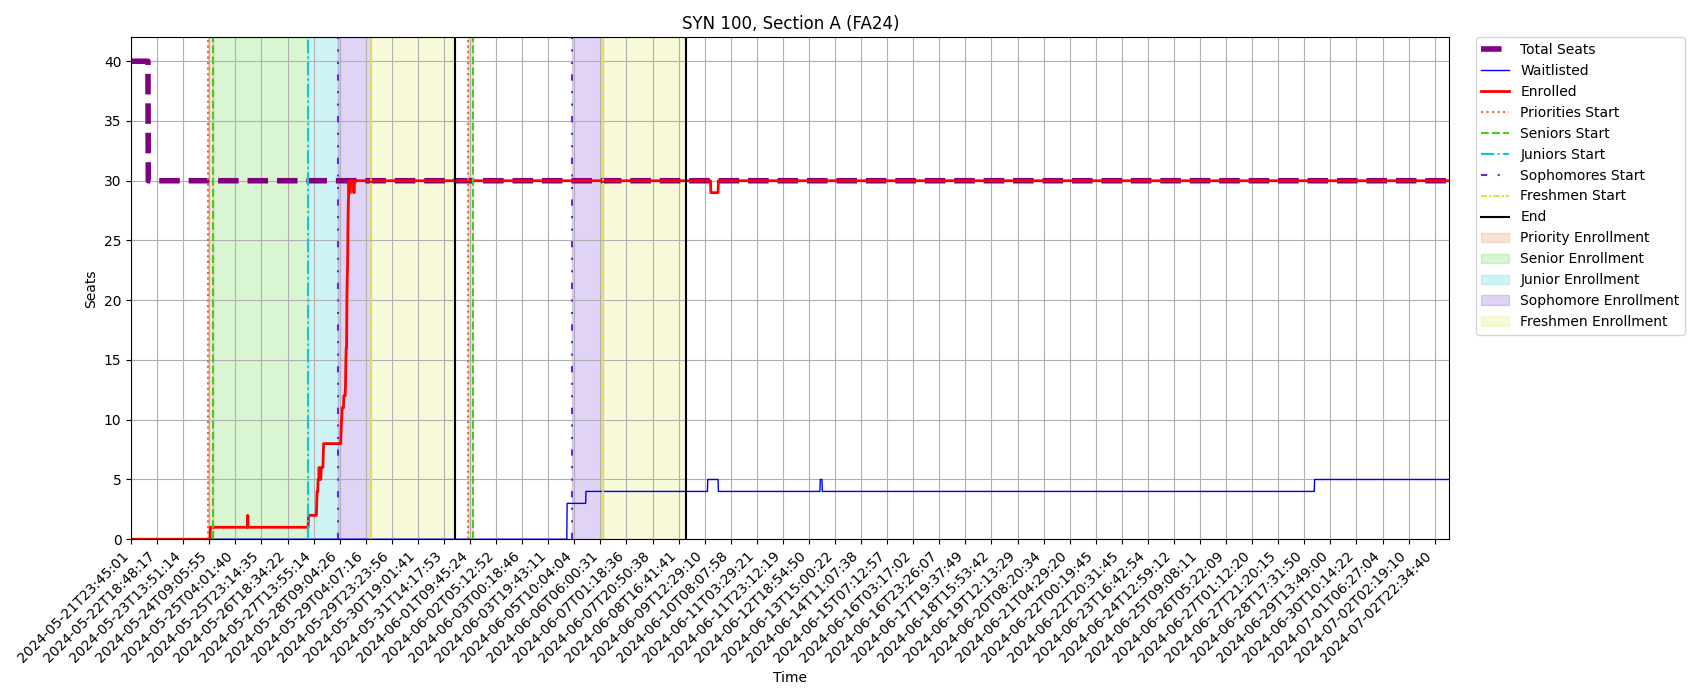 SYN 100, Section A (FA24)
Total Seats
Waitlisted
Enrolled
Priorities Start
Seniors Start
Juniors Start
Sophomores Start
Freshmen Start
End
Priority Enrollment
Senior Enrollment
Junior Enrollment
Sophomore Enrollment
Freshmen Enrollment
Seats
40
35
30
25
20
15
10
5
0
2024-05-21T23:45:01
2024-05-22T18:48:17
2024-05-23T13:51:14
2024-05-24T09:05:55
2024-05-25T04:01:40
2024-05-25T23:14:35
2024-05-26T18:34:22
2024-05-27T13:55:14
2024-05-28T09:04:26
2024-05-29T04:07:16
2024-05-29T23:23:56
2024-05-30T19:01:41
2024-05-31T14:17:53
2024-06-01T09:45:24
2024-06-02T05:12:52
2024-06-03T00:18:46
2024-06-03T19:43:11
2024-06-05T10:04:04
2024-06-06T06:00:31
2024-06-07T01:18:36
2024-06-07T20:50:38
2024-06-08T16:41:41
2024-06-09T12:29:10
2024-06-10T08:07:58
2024-06-11T03:29:21
2024-06-11T23:12:19
2024-06-12T18:54:50
2024-06-13T15:00:22
2024-06-14T11:07:38
2024-06-15T07:12:57
2024-06-16T03:17:02
2024-06-16T23:26:07
2024-06-17T19:37:49
2024-06-18T15:53:42
2024-06-19T12:13:29
2024-06-20T08:20:34
2024-06-21T04:29:20
2024-06-22T00:19:45
2024-06-22T20:31:45
2024-06-23T16:42:54
2024-06-24T12:59:12
2024-06-25T09:08:11
2024-06-26T05:22:09
2024-06-27T01:12:20
2024-06-27T21:20:15
2024-06-28T17:31:50
2024-06-29T13:49:00
2024-06-30T10:14:22
2024-07-01T06:27:04
2024-07-02T02:19:10
2024-07-02T22:34:40
Time